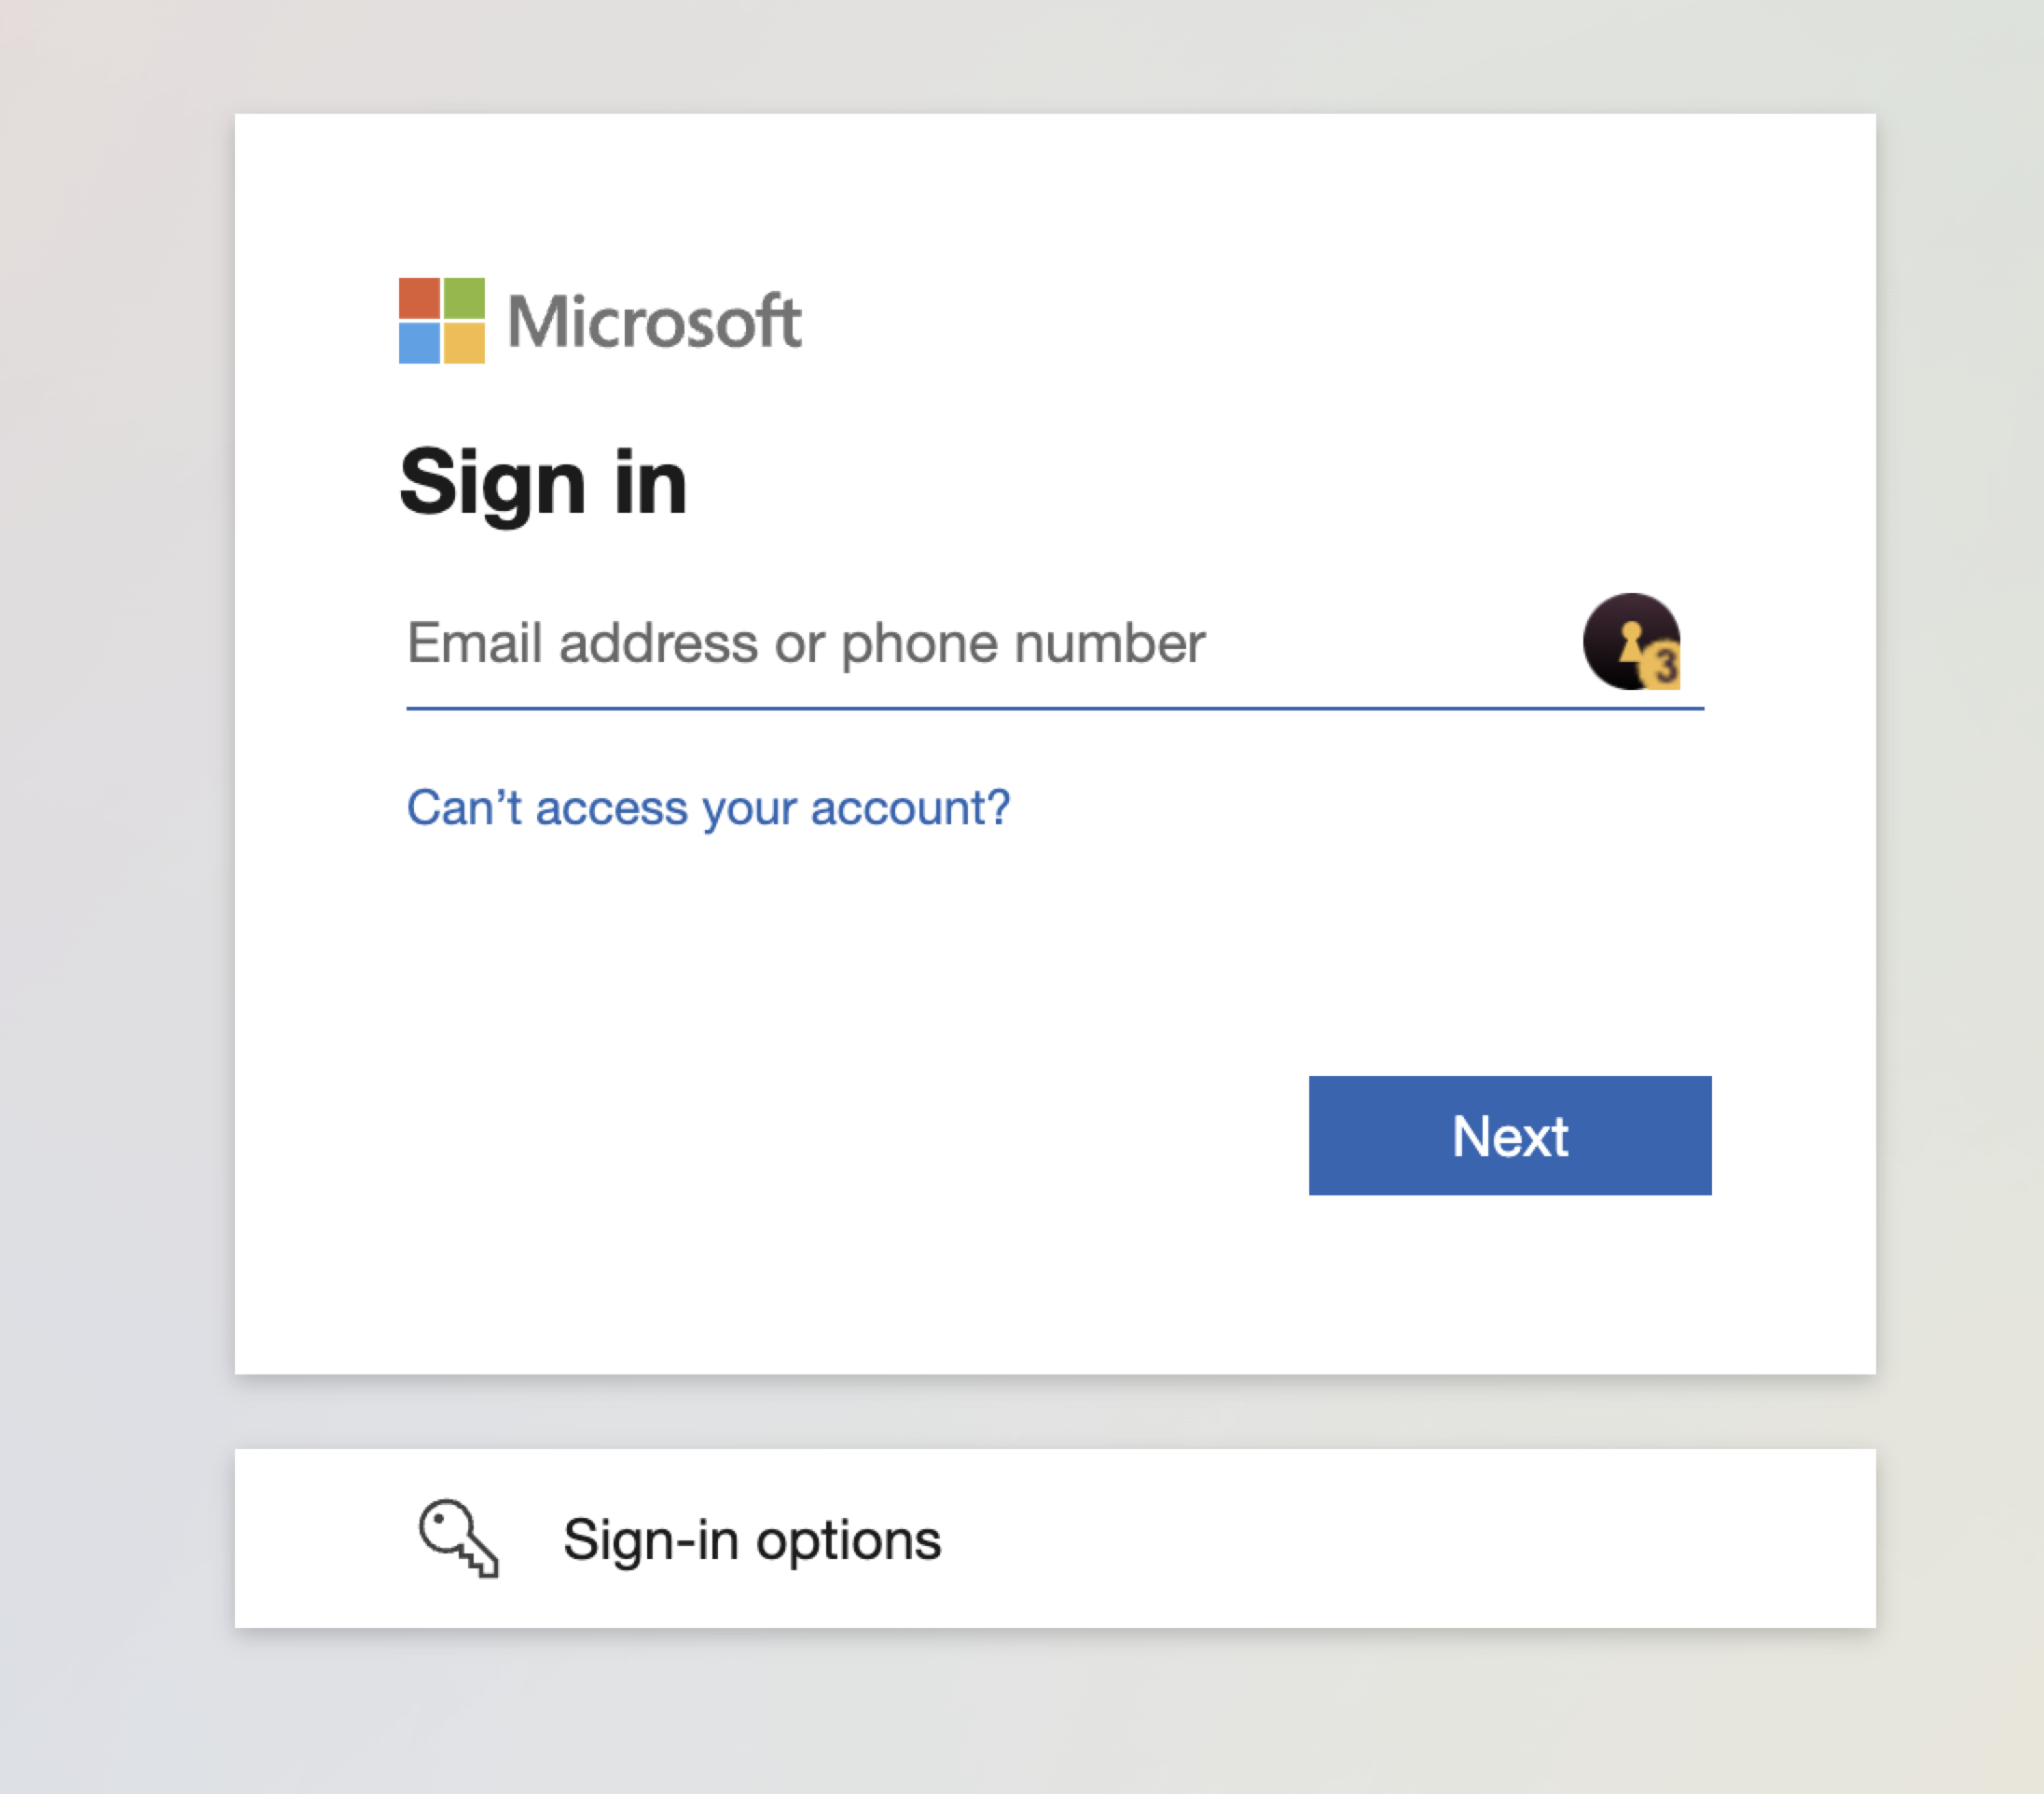 Microsoft
Sign in
Email address or phone number
3
Can’t access your account?
Next
Sign-in options